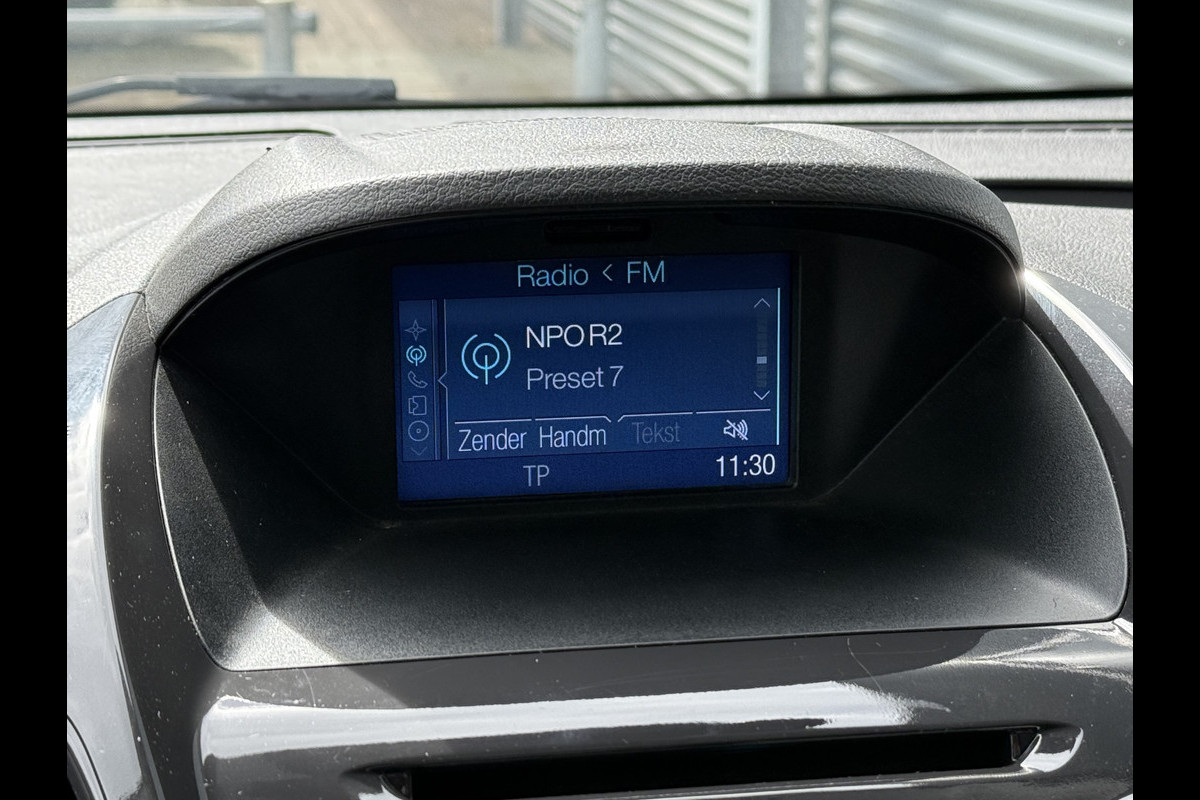 Radio < FM
NPO R2
Preset 7
Zender Handm Tekst
TP 11:30